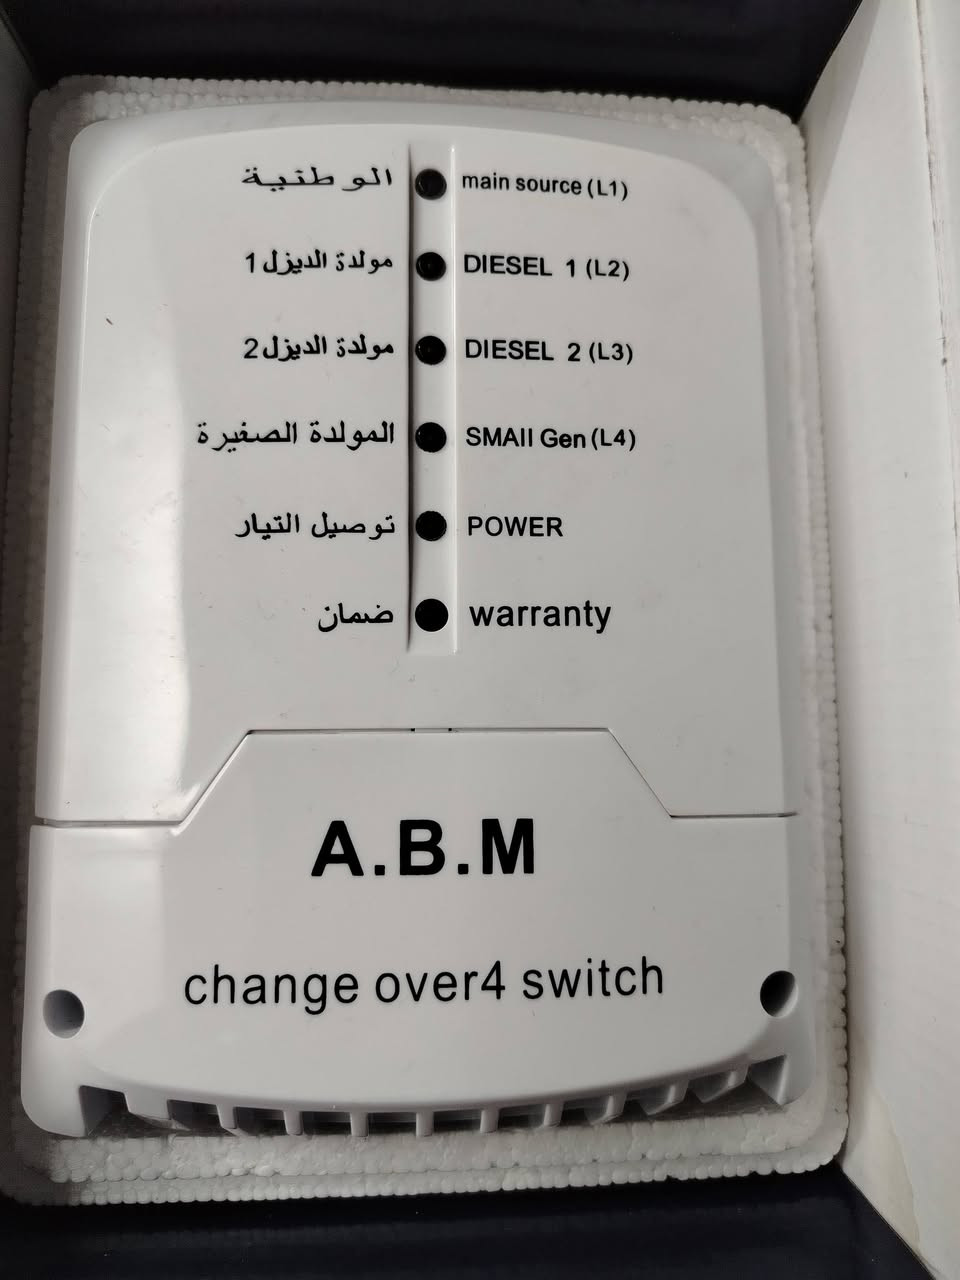 الوطنية main source (L1)
مولدة الديزل 1 DIESEL 1 (L2)
مولدة الديزل 2 DIESEL 2 (L3)
المولدة الصغيرة SMAII Gen (L4)
توصيل التيار POWER
ضمان warranty
A.B.M
change over4 switch